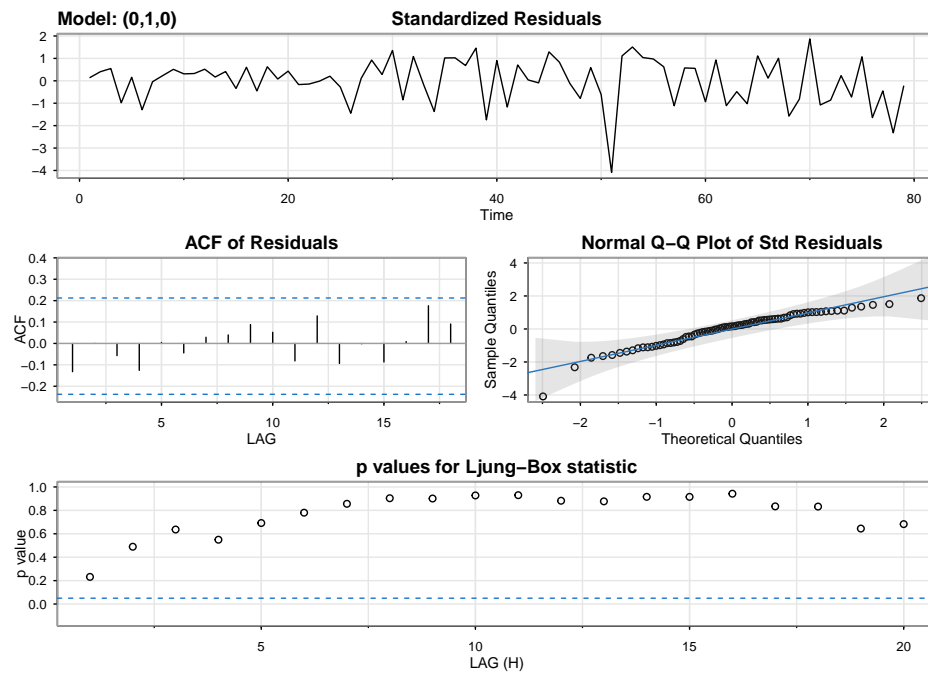 Model: (0,1,0) Standardized Residuals
2
1
0
−1
−2
−3
−4
0 20 40 60 80
Time
ACF of Residuals
0.4
0.3
0.2
0.1
0.0
−0.1
−0.2
ACF
5 10 15
LAG
Normal Q−Q Plot of Std Residuals
4
2
0
−2
−4
Sample Quantiles
−2 −1 0 1 2
Theoretical Quantiles
p values for Ljung−Box statistic
1.0
0.8
0.6
0.4
0.2
0.0
p value
5 10 15 20
LAG (H)